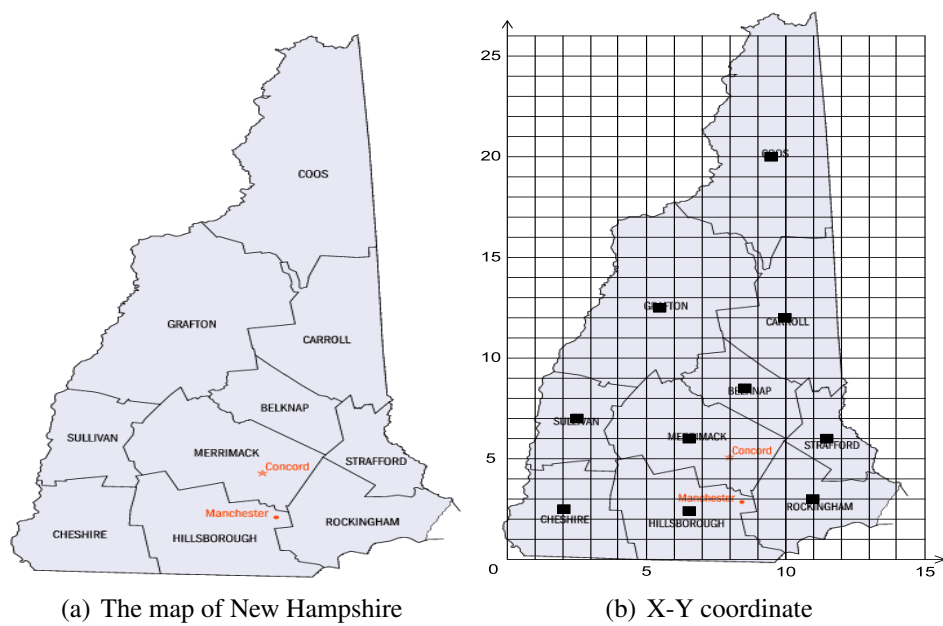 COOS
GRAFTON
CARROLL
BELKNAP
SULLIVAN
MERRIMACK
STRAFFORD
Concord
Manchester
ROCKINGHAM
CHESHIRE
HILLSBOROUGH
(a) The map of New Hampshire
25
20
15
10
5
0
5
10
15
COOS
GRAFTON
CARROLL
BELKNAP
SULLIVAN
MERRIMACK
STRAFFORD
Concord
Manchester
ROCKINGHAM
CHESHIRE
HILLSBOROUGH
(b) X-Y coordinate